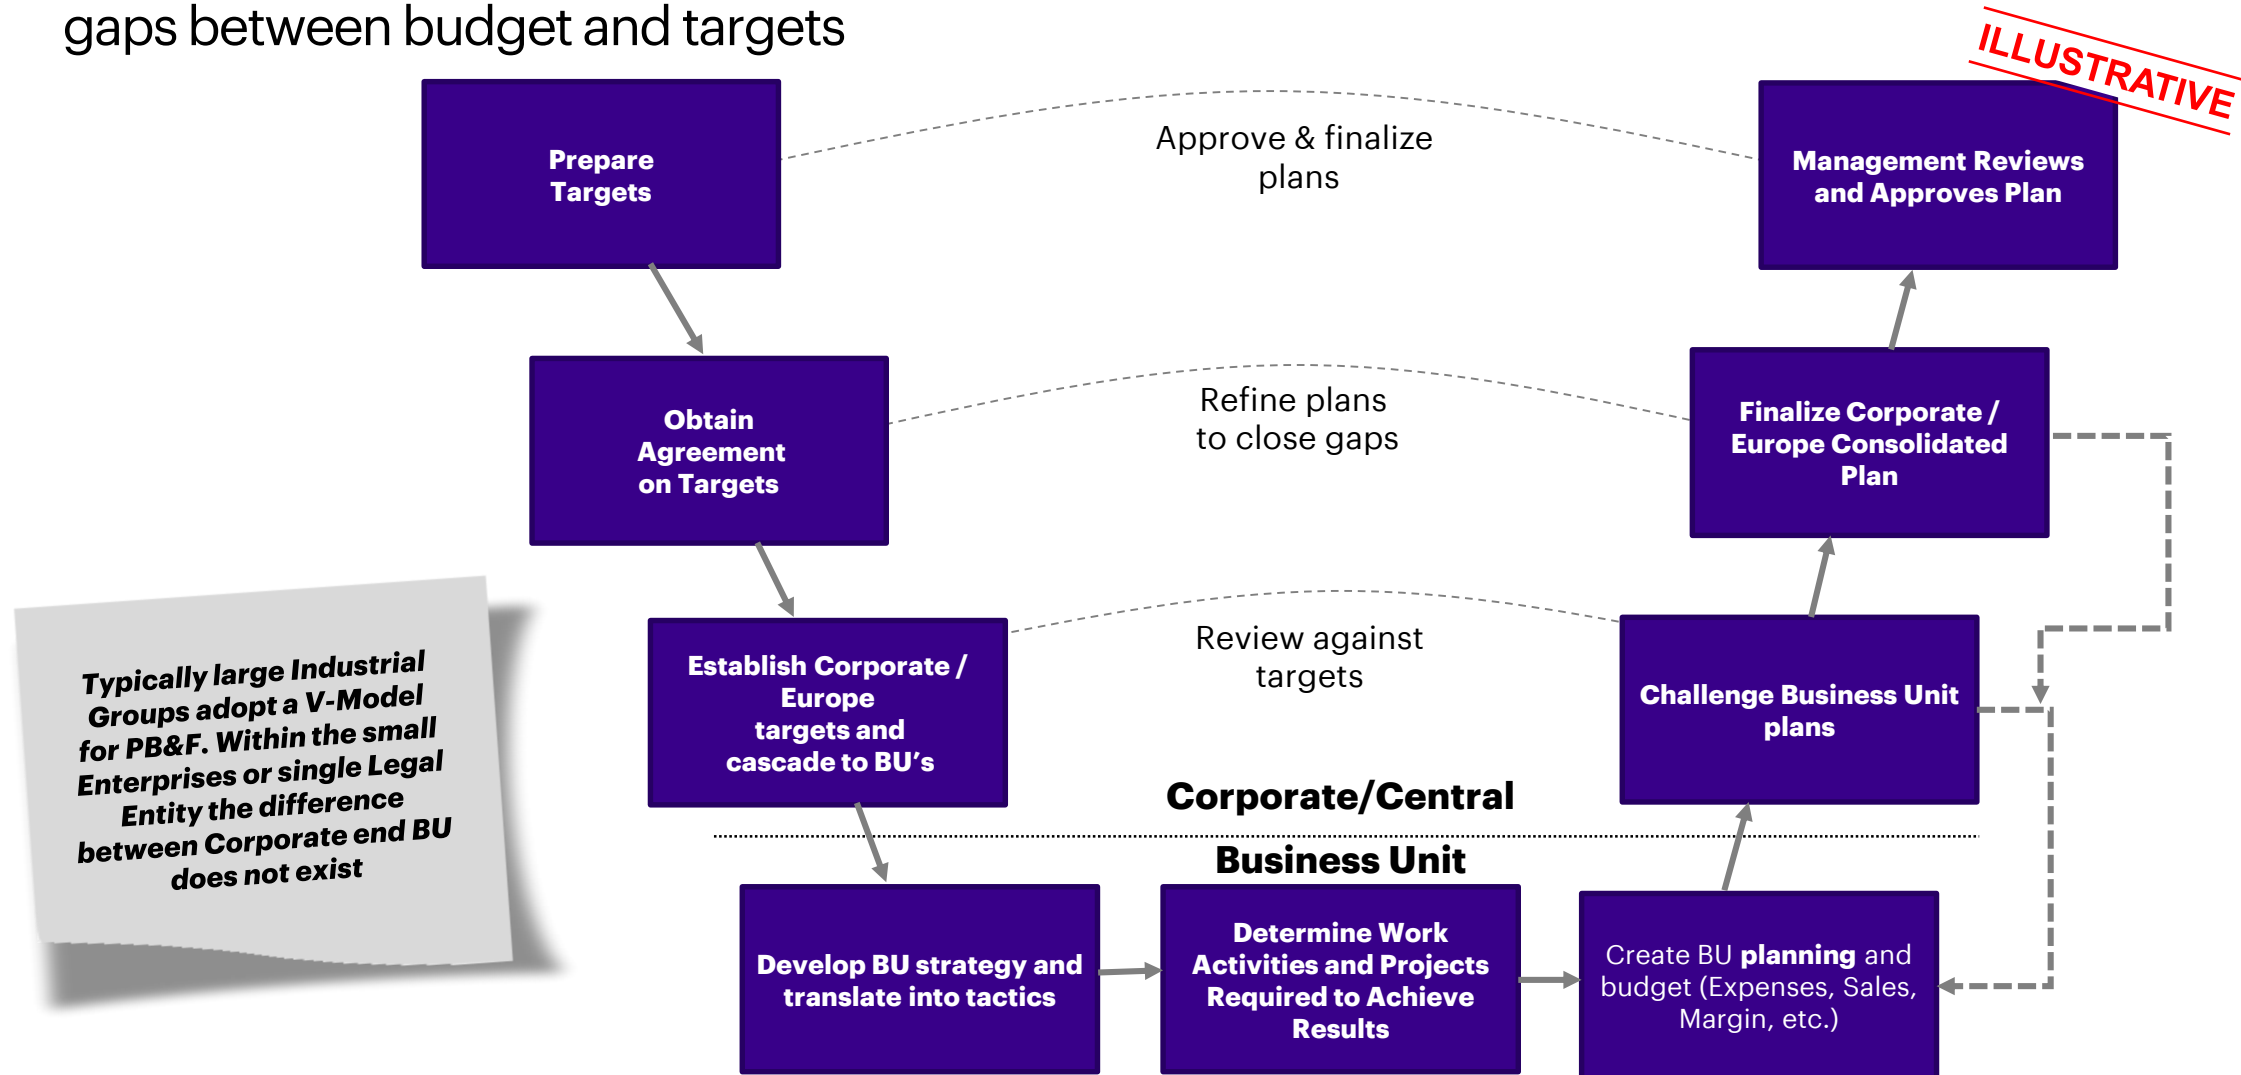 gaps between budget and targets
ILLUSTRATIVE
Prepare
Targets
Approve & finalize
plans
Management Reviews
and Approves Plan
Obtain
Agreement
on Targets
Refine plans
to close gaps
Finalize Corporate /
Europe Consolidated
Plan
Typically large Industrial
Groups adopt a V-Model
for PB&F. Within the small
Enterprises or single Legal
Entity the difference
between Corporate end BU
does not exist
Establish Corporate /
Europe
targets and
cascade to BU's
Review against
targets
Challenge Business Unit
plans
Corporate/Central
Business Unit
Develop BU strategy and
translate into tactics
Determine Work
Activities and Projects
Required to Achieve
Results
Create BU planning and
budget (Expenses, Sales,
Margin, etc.)